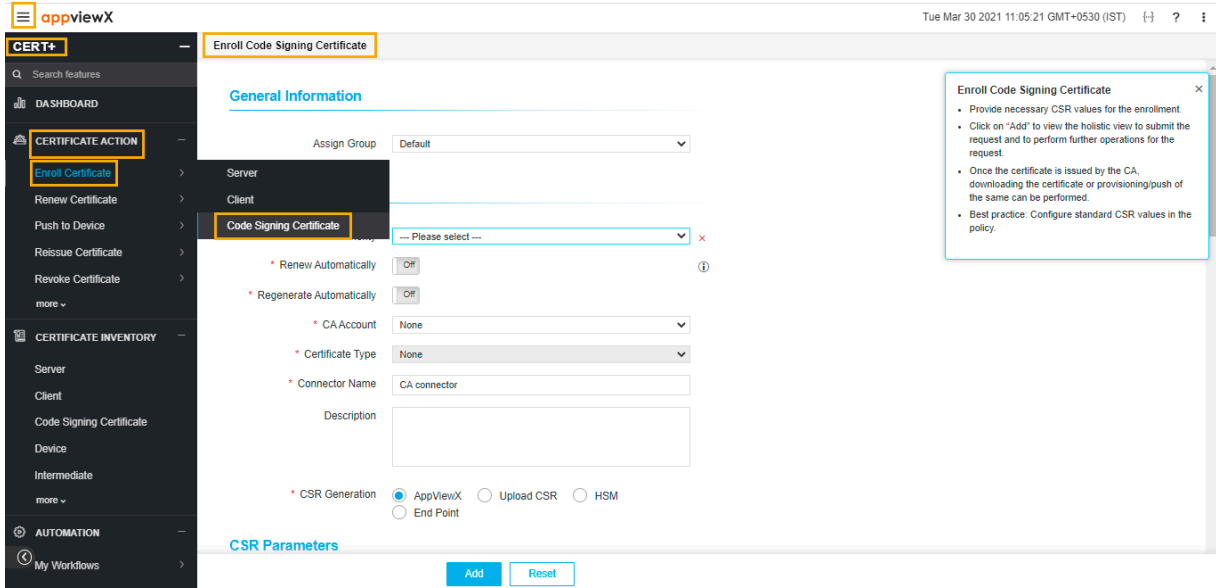 appviewX
Tue Mar 30 2021 11:05:21 GMT+0530 (IST)
?
CERT+
Enroll Code Signing Certificate
Search features
DASHBOARD
CERTIFICATE ACTION
Enroll Certificate
Renew Certificate
Push to Device
Reissue Certificate
Revoke Certificate
more
CERTIFICATE INVENTORY
Server
Client
Code Signing Certificate
Device
Intermediate
more
AUTOMATION
My Workflows
Server
Client
Code Signing Certificate
General Information
Assign Group
Default
--- Please select ---
* Renew Automatically
Off
* Regenerate Automatically
Off
* CA Account
None
* Certificate Type
None
* Connector Name
CA connector
Description
* CSR Generation
AppViewX
Upload CSR
HSM
End Point
CSR Parameters
Add
Reset
Enroll Code Signing Certificate
• Provide necessary CSR values for the enrollment.
• Click on “Add” to view the holistic view to submit the
request and to perform further operations for the
request.
• Once the certificate is issued by the CA,
downloading the certificate or provisioning/push of
the same can be performed.
• Best practice: Configure standard CSR values in the
policy.